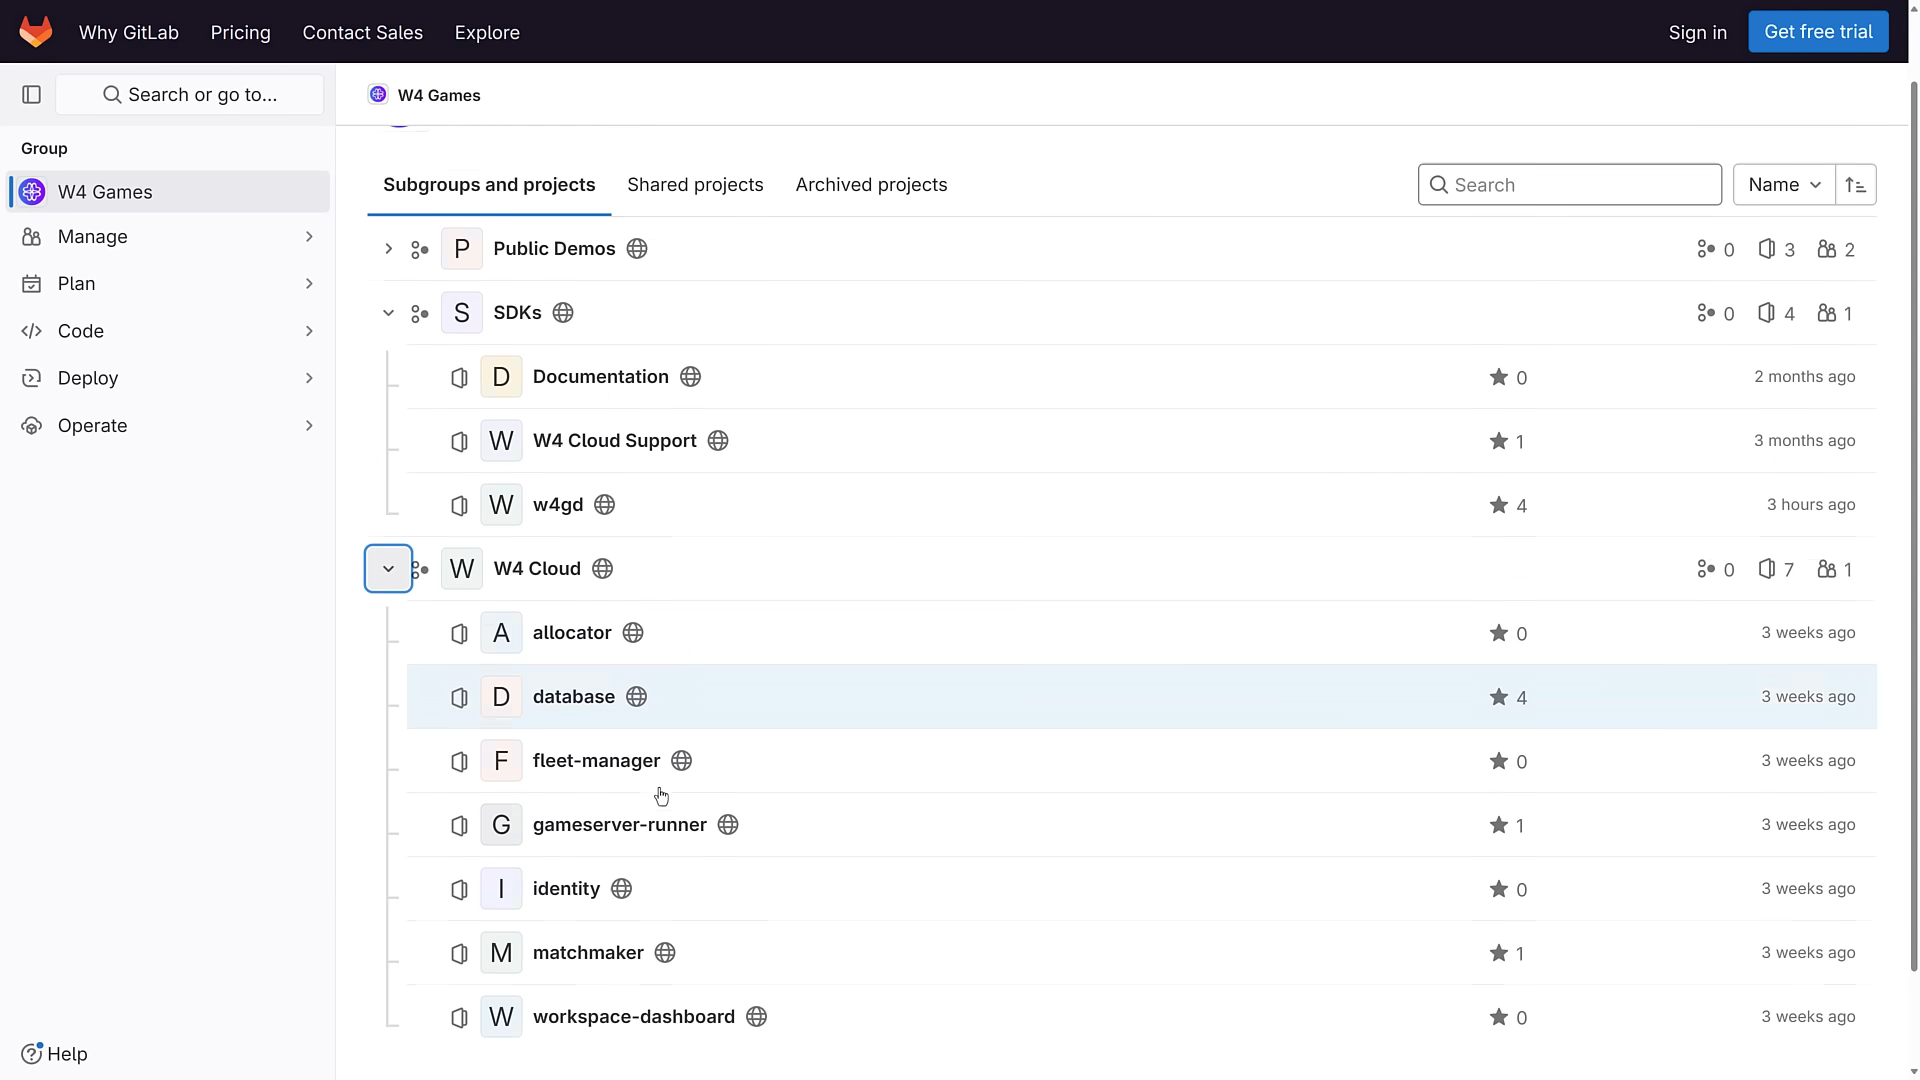 Why GitLab Pricing Contact Sales Explore Sign in Get free trial
Search or go to... W4 Games
Group
W4 Games
Manage
Plan
Code
Deploy
Operate
Help
Subgroups and projects Shared projects Archived projects Search Name
P Public Demos 0 3 2
S SDKs 0 4 1
D Documentation 0 2 months ago
W W4 Cloud Support 1 3 months ago
W w4gd 4 3 hours ago
W W4 Cloud 0 7 1
A allocator 0 3 weeks ago
D database 4 3 weeks ago
F fleet-manager 0 3 weeks ago
G gameserver-runner 1 3 weeks ago
I identity 0 3 weeks ago
M matchmaker 1 3 weeks ago
W workspace-dashboard 0 3 weeks ago